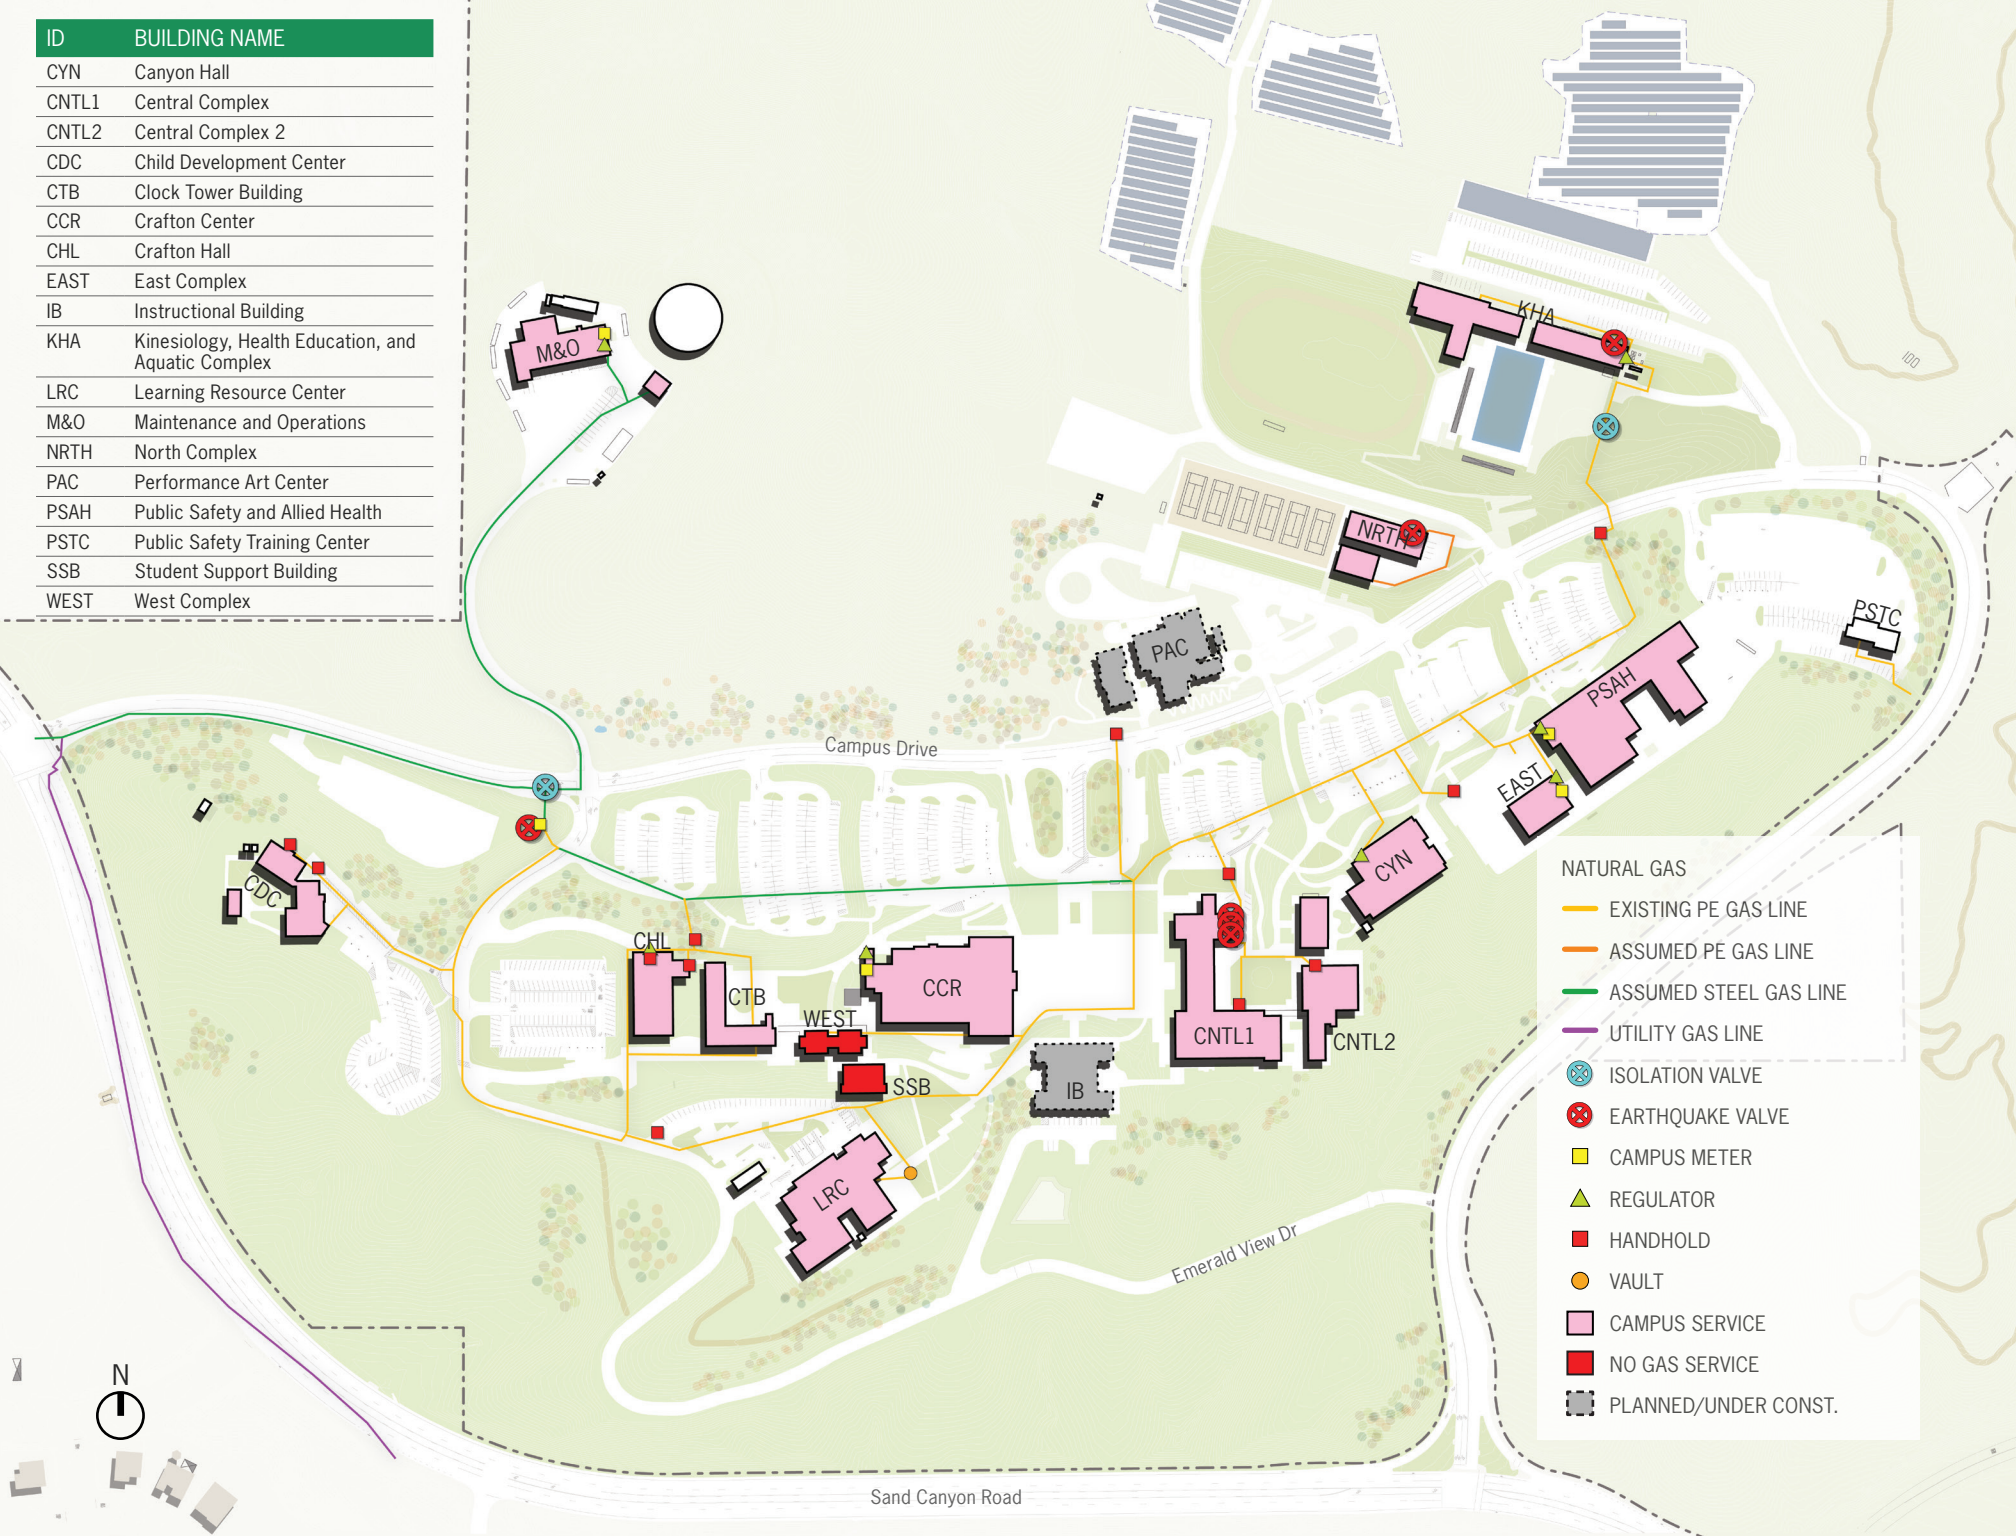 ID BUILDING NAME
CYN Canyon Hall
CNTL1 Central Complex
CNTL2 Central Complex 2
CDC Child Development Center
CTB Clock Tower Building
CCR Crafton Center
CHL Crafton Hall
EAST East Complex
IB Instructional Building
KHA Kinesiology, Health Education, and
Aquatic Complex
LRC Learning Resource Center
M&O Maintenance and Operations
NRTH North Complex
PAC Performance Art Center
PSAH Public Safety and Allied Health
PSTC Public Safety Training Center
SSB Student Support Building
WEST West Complex
KHA
M&O
NRTH
PSTC
PAC
PSAH
Campus Drive
EAST
CYN
CDC
CHL
CTB
CCR
WEST
CNTL1
CNTL2
SSB
IB
LRC
Emerald View Dr
Sand Canyon Road
N
NATURAL GAS
EXISTING PE GAS LINE
ASSUMED PE GAS LINE
ASSUMED STEEL GAS LINE
UTILITY GAS LINE
ISOLATION VALVE
EARTHQUAKE VALVE
CAMPUS METER
REGULATOR
HANDHOLD
VAULT
CAMPUS SERVICE
NO GAS SERVICE
PLANNED/UNDER CONST.